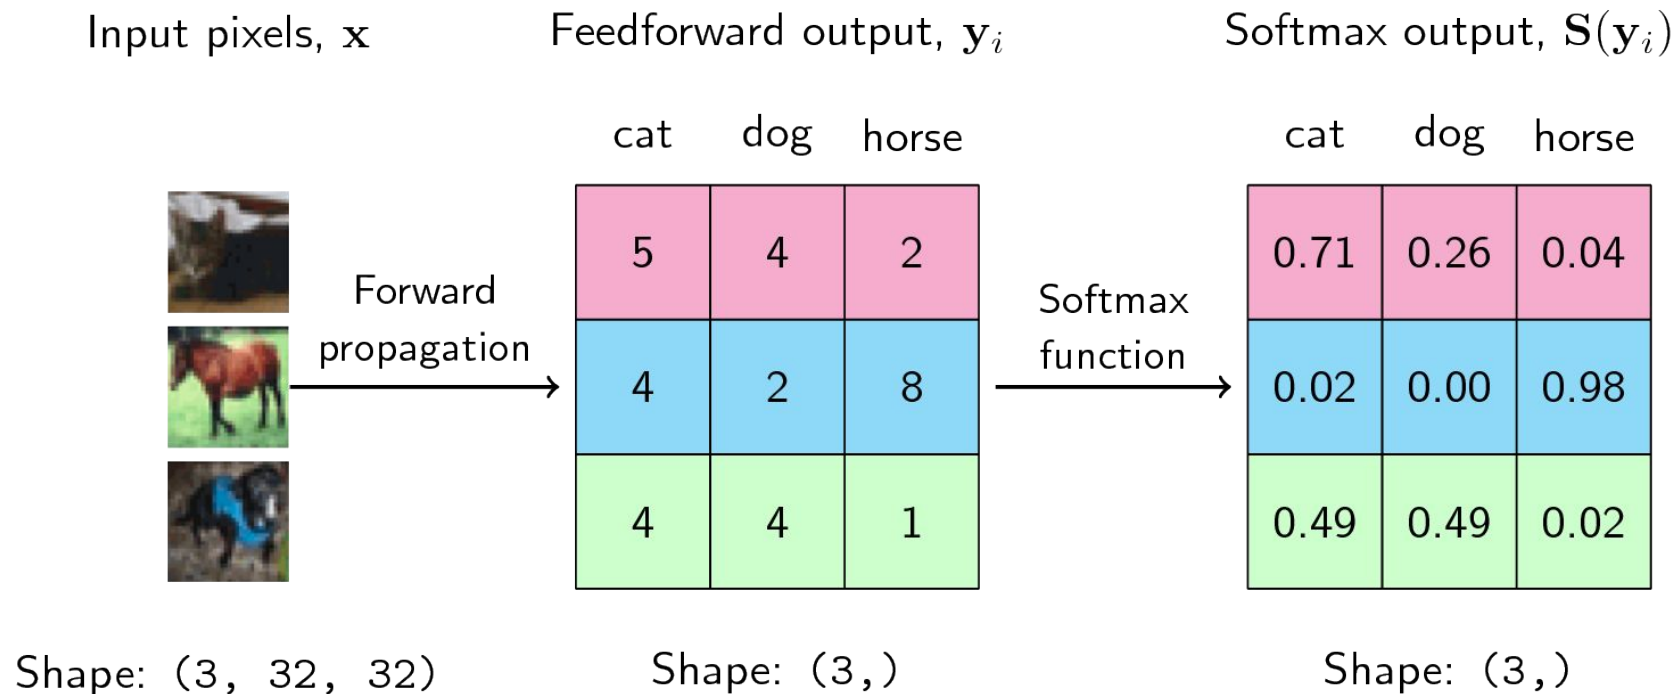 Input pixels, x
Feedforward output, yᵢ
Softmax output, S(yᵢ)
cat dog horse
cat dog horse
Forward
propagation
5 4 2
4 2 8
4 4 1
Softmax
function
0.71 0.26 0.04
0.02 0.00 0.98
0.49 0.49 0.02
Shape: (3, 32, 32)
Shape: (3,)
Shape: (3,)